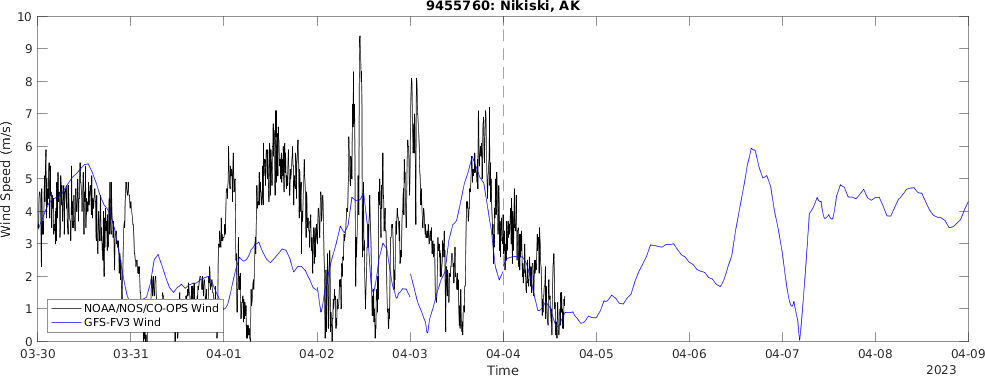 9455760: Nikiski, AK
10
9
8
7
6
5
4
3
2
1
0
Wind Speed (m/s)
NOAA/NOS/CO-OPS Wind
GFS-FV3 Wind
03-30 03-31 04-01 04-02 04-03 04-04 04-05 04-06 04-07 04-08 04-09
Time
2023